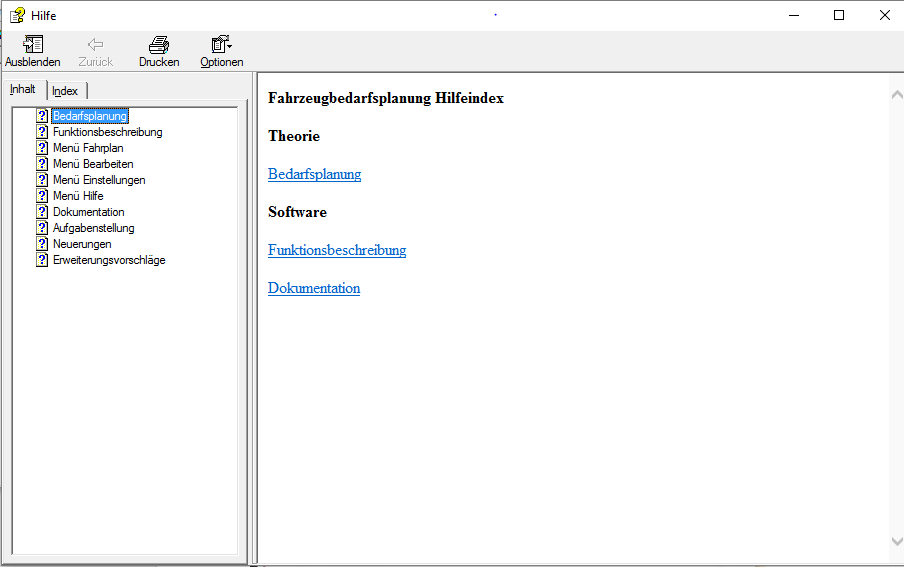 Hilfe
Ausblenden Zurück Drucken Optionen
Inhalt Index
Bedarfsplanung
Funktionsbeschreibung
Menü Fahrplan
Menü Bearbeiten
Menü Einstellungen
Menü Hilfe
Dokumentation
Aufgabenstellung
Neuerungen
Erweiterungsvorschläge
Fahrzeugbedarfsplanung Hilfeindex
Theorie
Bedarfsplanung
Software
Funktionsbeschreibung
Dokumentation